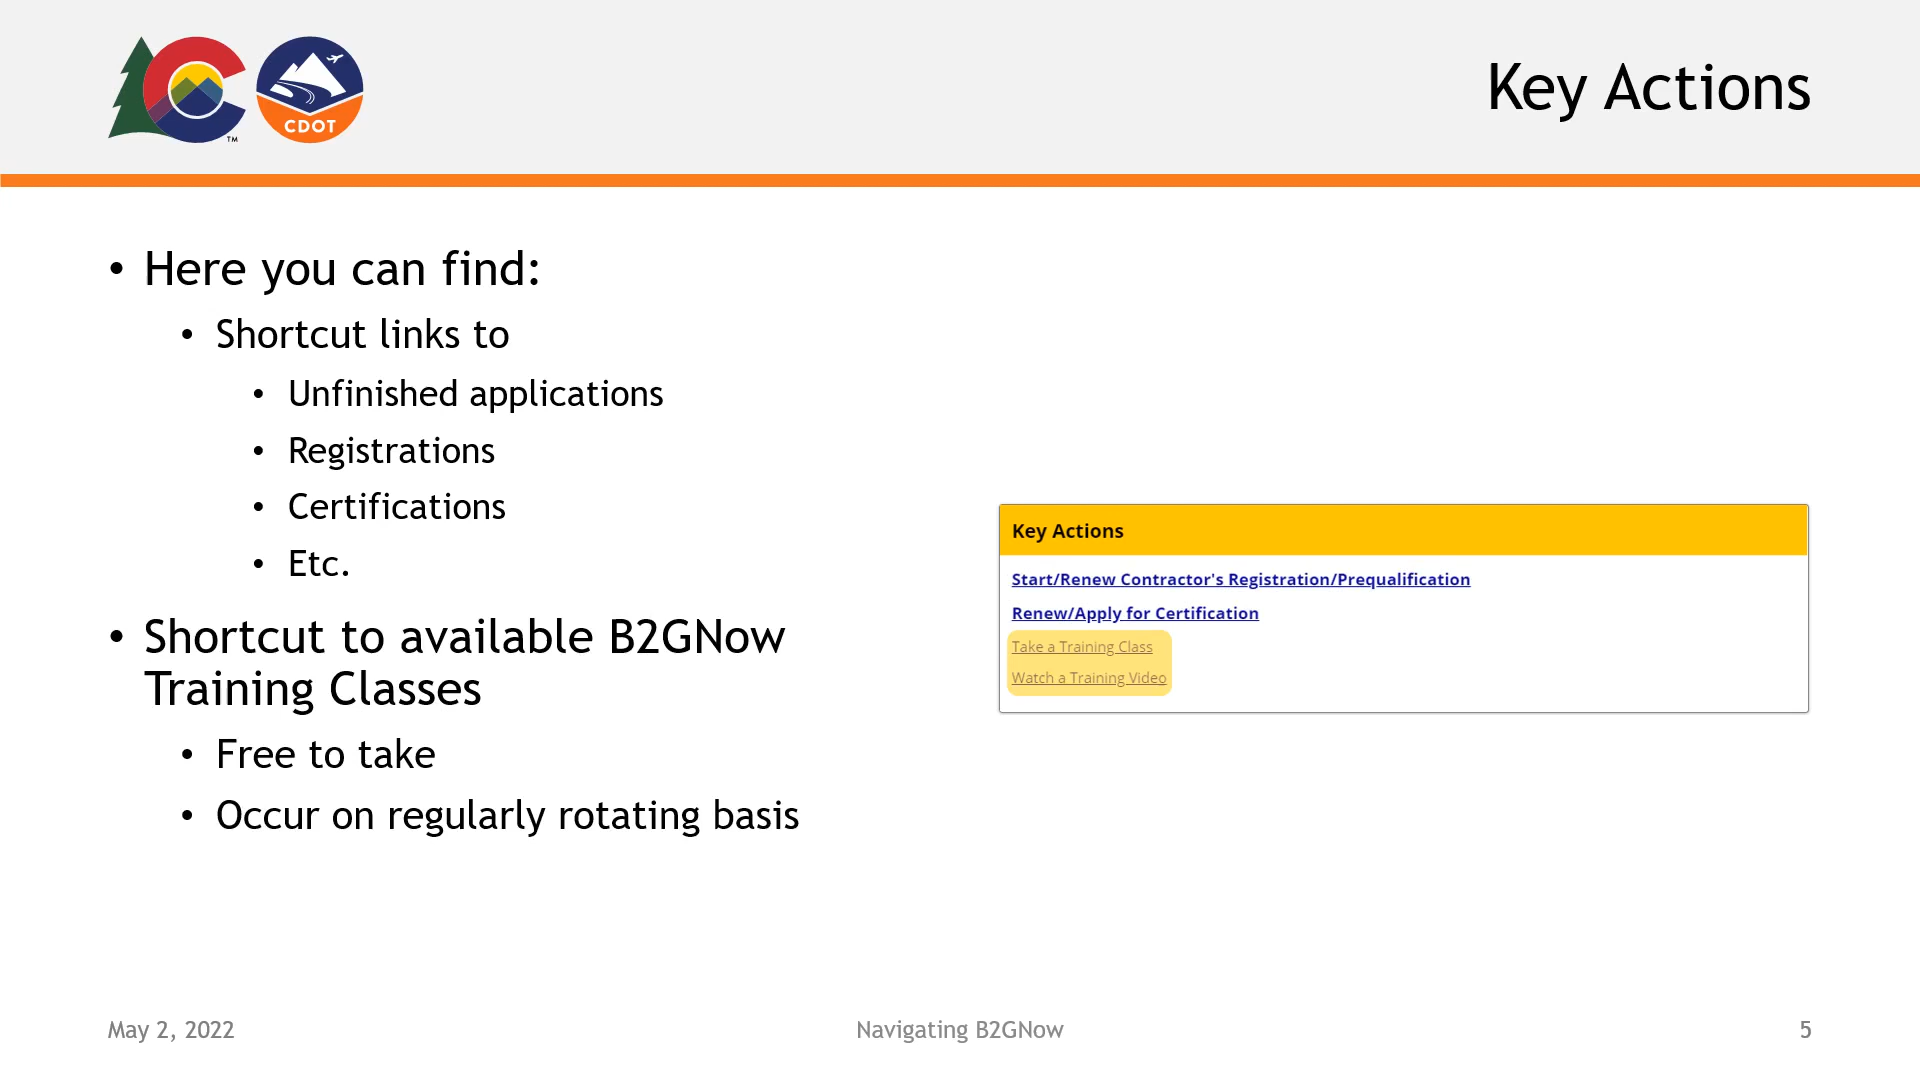 TM
CDOT
Key Actions
• Here you can find:
• Shortcut links to
• Unfinished applications
• Registrations
• Certifications
• Etc.
• Shortcut to available B2GNow
Training Classes
• Free to take
• Occur on regularly rotating basis
Key Actions
Start/Renew Contractor's Registration/Prequalification
Renew/Apply for Certification
Take a Training Class
Watch a Training Video
May 2, 2022
Navigating B2GNow
5